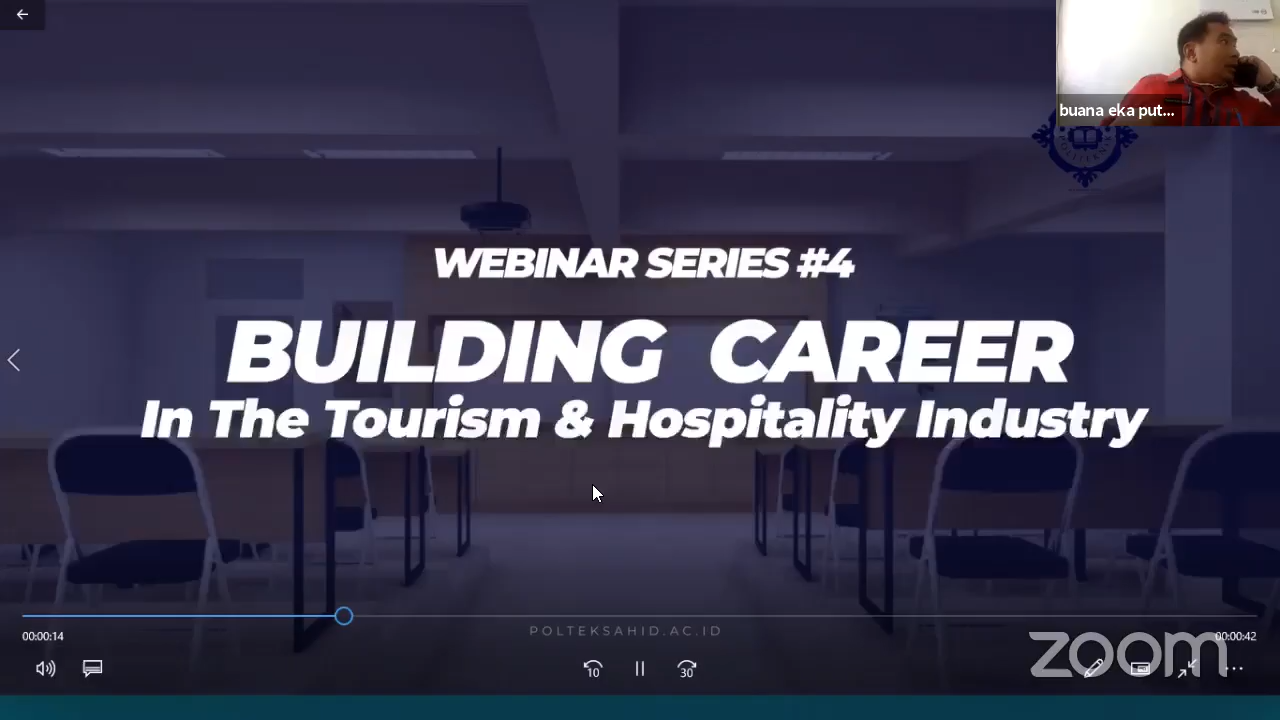 buana eka put...
POLITEKNIK
WEBINAR SERIES #4
BUILDING CAREER
In The Tourism & Hospitality Industry
POLTEKSAHID.AC.ID
00:00:14
00:00:42
10
30
zoom